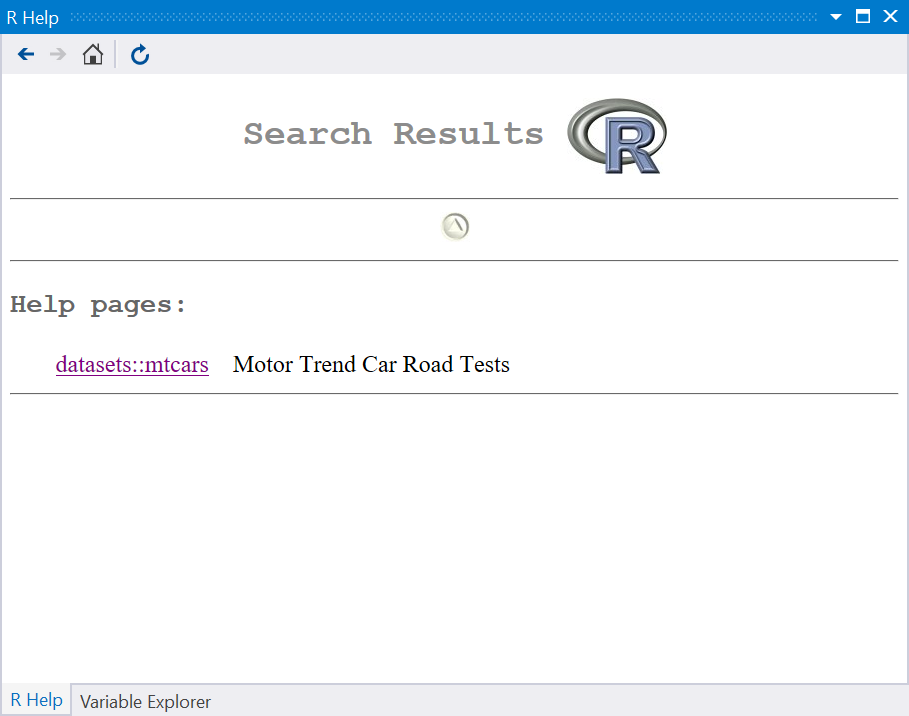 R Help
Search Results R
Help pages:
datasets::mtcars Motor Trend Car Road Tests
R Help Variable Explorer